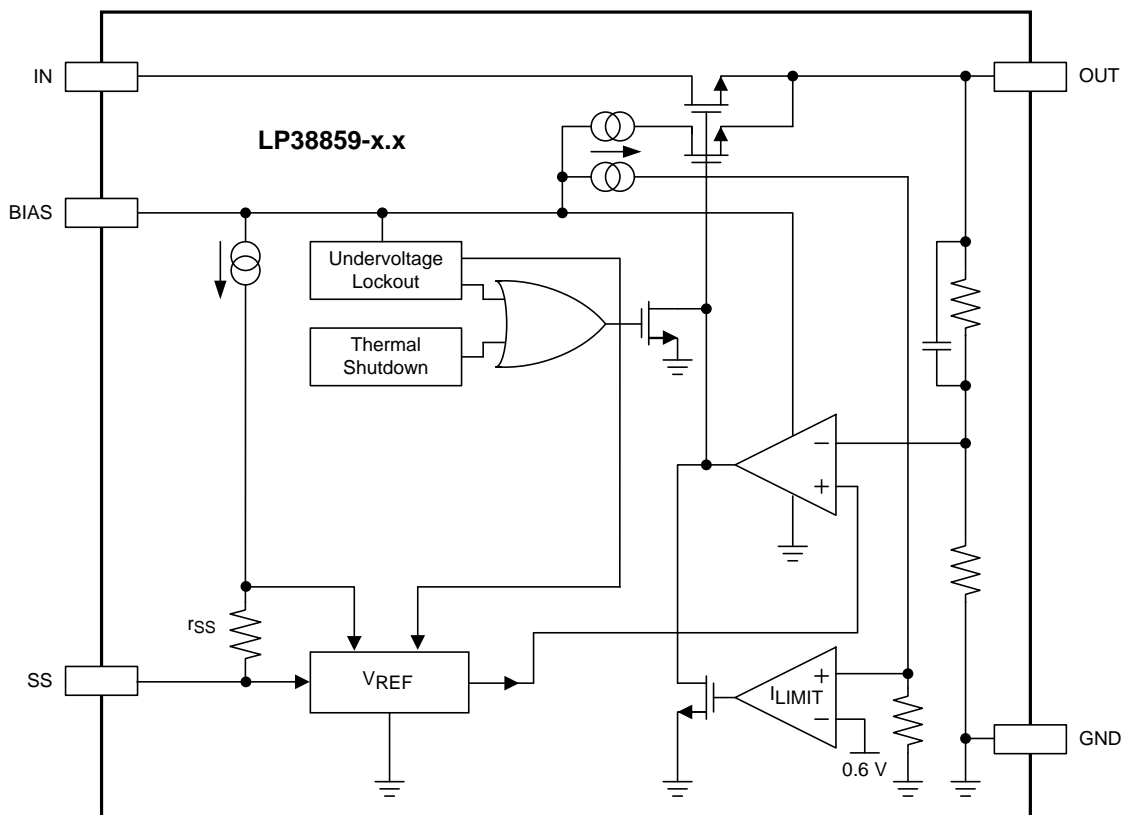 IN
OUT
LP38859-x.x
BIAS
Undervoltage
Lockout
Thermal
Shutdown
−
+
rSS
SS
VREF
+
ILIMIT
−
GND
0.6 V